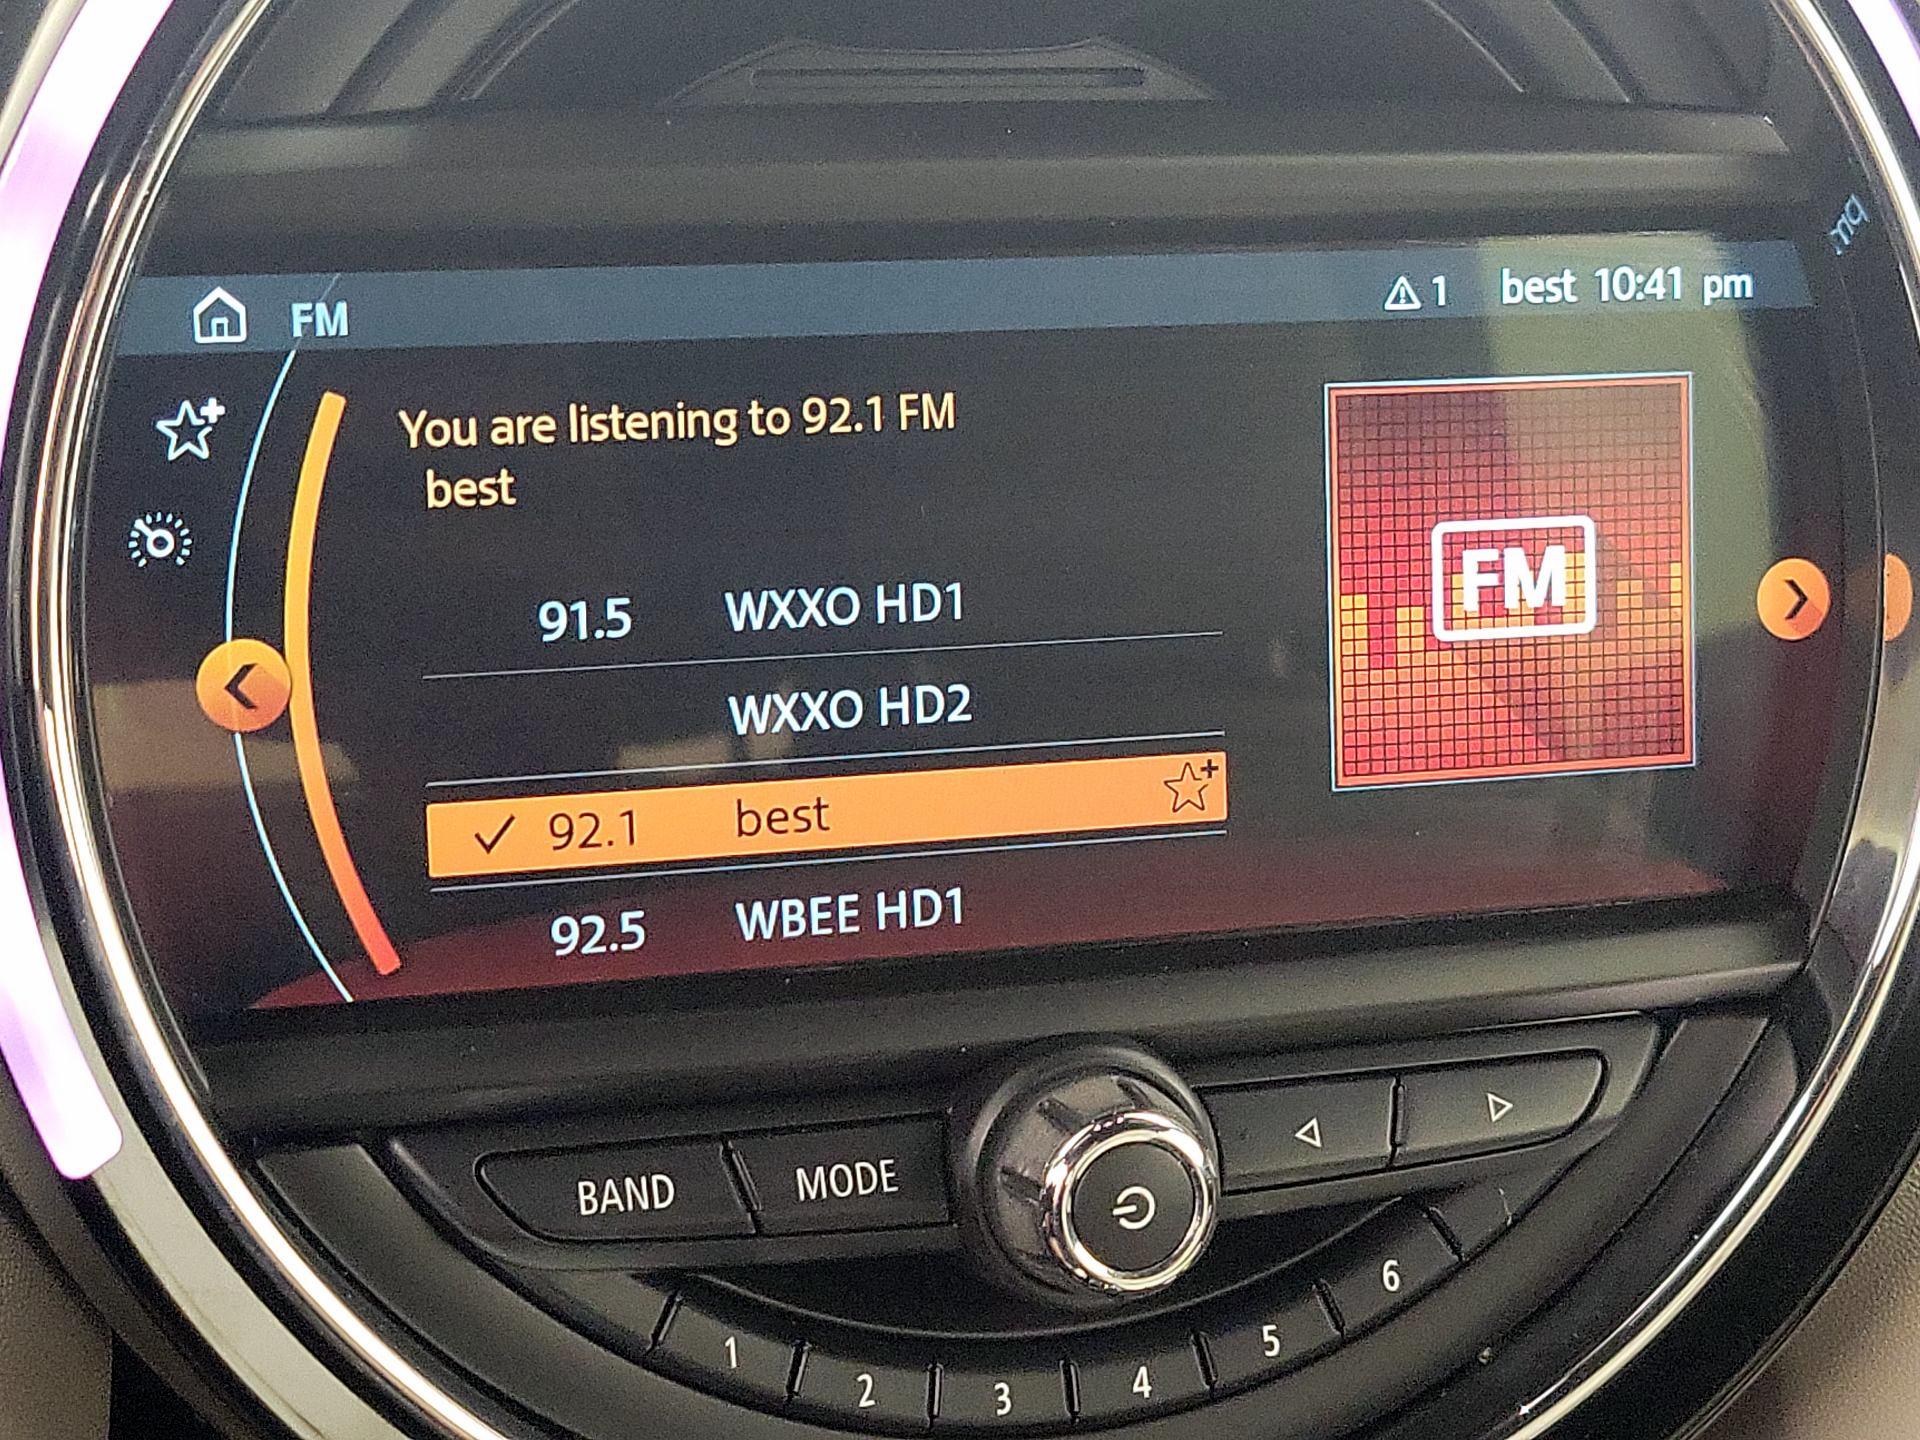 FM
1 best 10:41 pm
You are listening to 92.1 FM
best
91.5 WXXO HD1
WXXO HD2
92.1 best
92.5 WBEE HD1
FM
BAND MODE
1 2 3 4 5 6